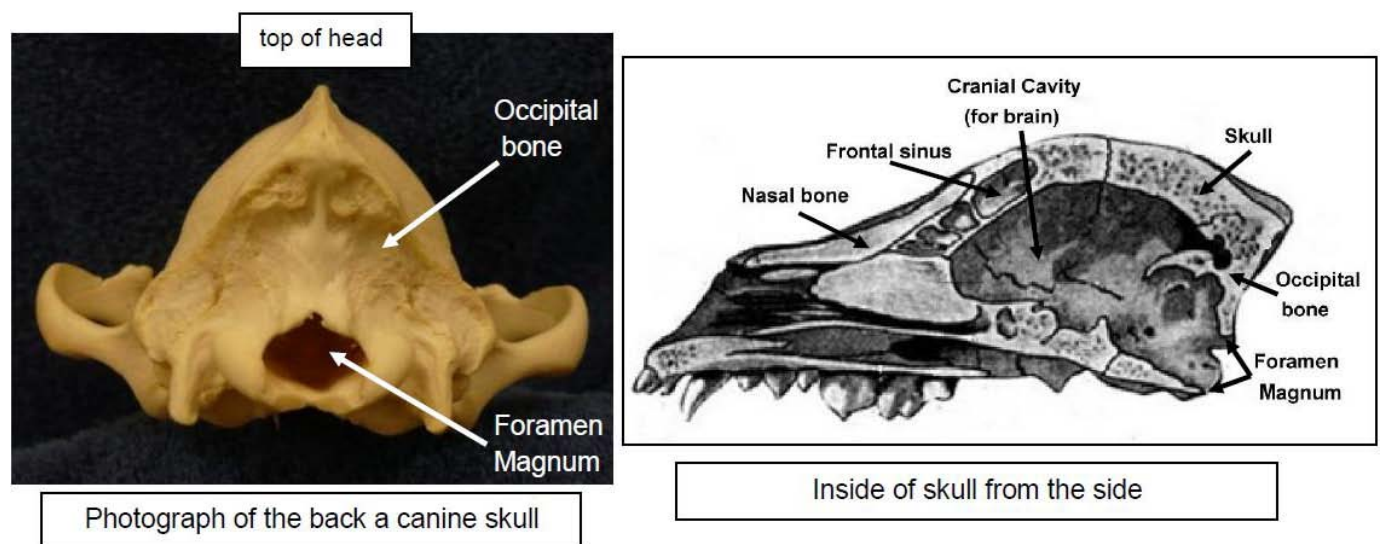 top of head
Occipital
bone
Foramen
Magnum
Photograph of the back a canine skull
Cranial Cavity
(for brain)
Frontal sinus
Skull
Nasal bone
Occipital
bone
Foramen
Magnum
Inside of skull from the side